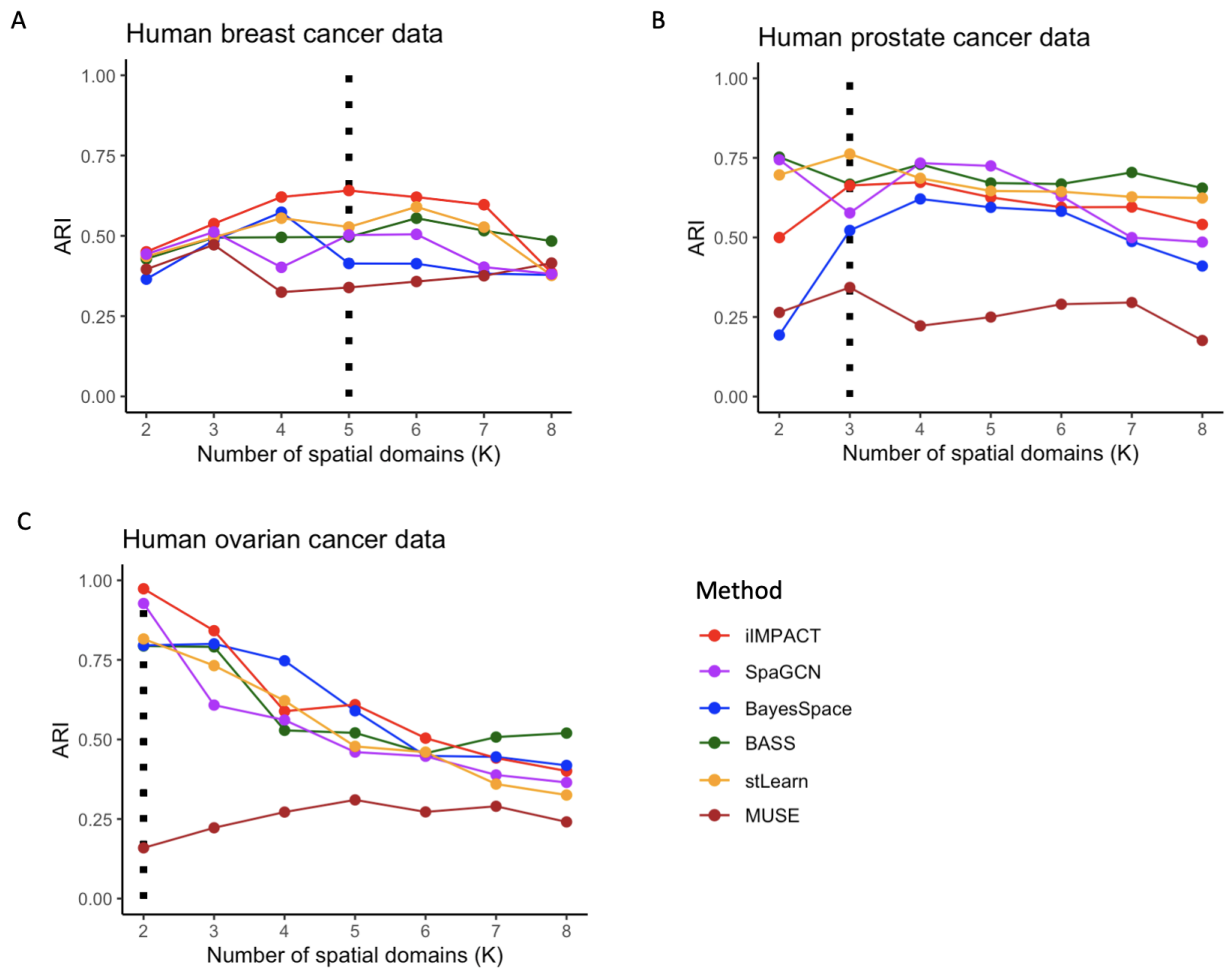 A
Human breast cancer data
1.00
0.75
0.50
0.25
0.00
ARI
2 3 4 5 6 7 8
Number of spatial domains (K)
B
Human prostate cancer data
1.00
0.75
0.50
0.25
0.00
ARI
2 3 4 5 6 7 8
Number of spatial domains (K)
C
Human ovarian cancer data
1.00
0.75
0.50
0.25
0.00
ARI
2 3 4 5 6 7 8
Number of spatial domains (K)
Method
iIMPACT
SpaGCN
BayesSpace
BASS
stLearn
MUSE